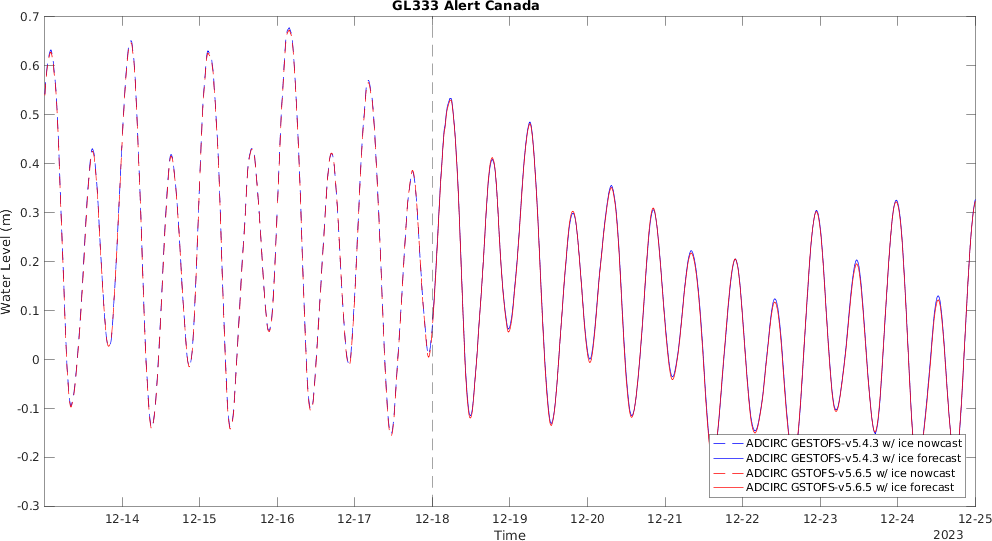 GL333 Alert Canada
0.7
0.6
0.5
0.4
0.3
0.2
0.1
0
-0.1
-0.2
-0.3
Water Level (m)
ADCIRC GESTOFS-v5.4.3 w/ ice nowcast
ADCIRC GESTOFS-v5.4.3 w/ ice forecast
ADCIRC GSTOFS-v5.6.5 w/ ice nowcast
ADCIRC GSTOFS-v5.6.5 w/ ice forecast
12-14 12-15 12-16 12-17 12-18 12-19 12-20 12-21 12-22 12-23 12-24 12-25
Time
2023